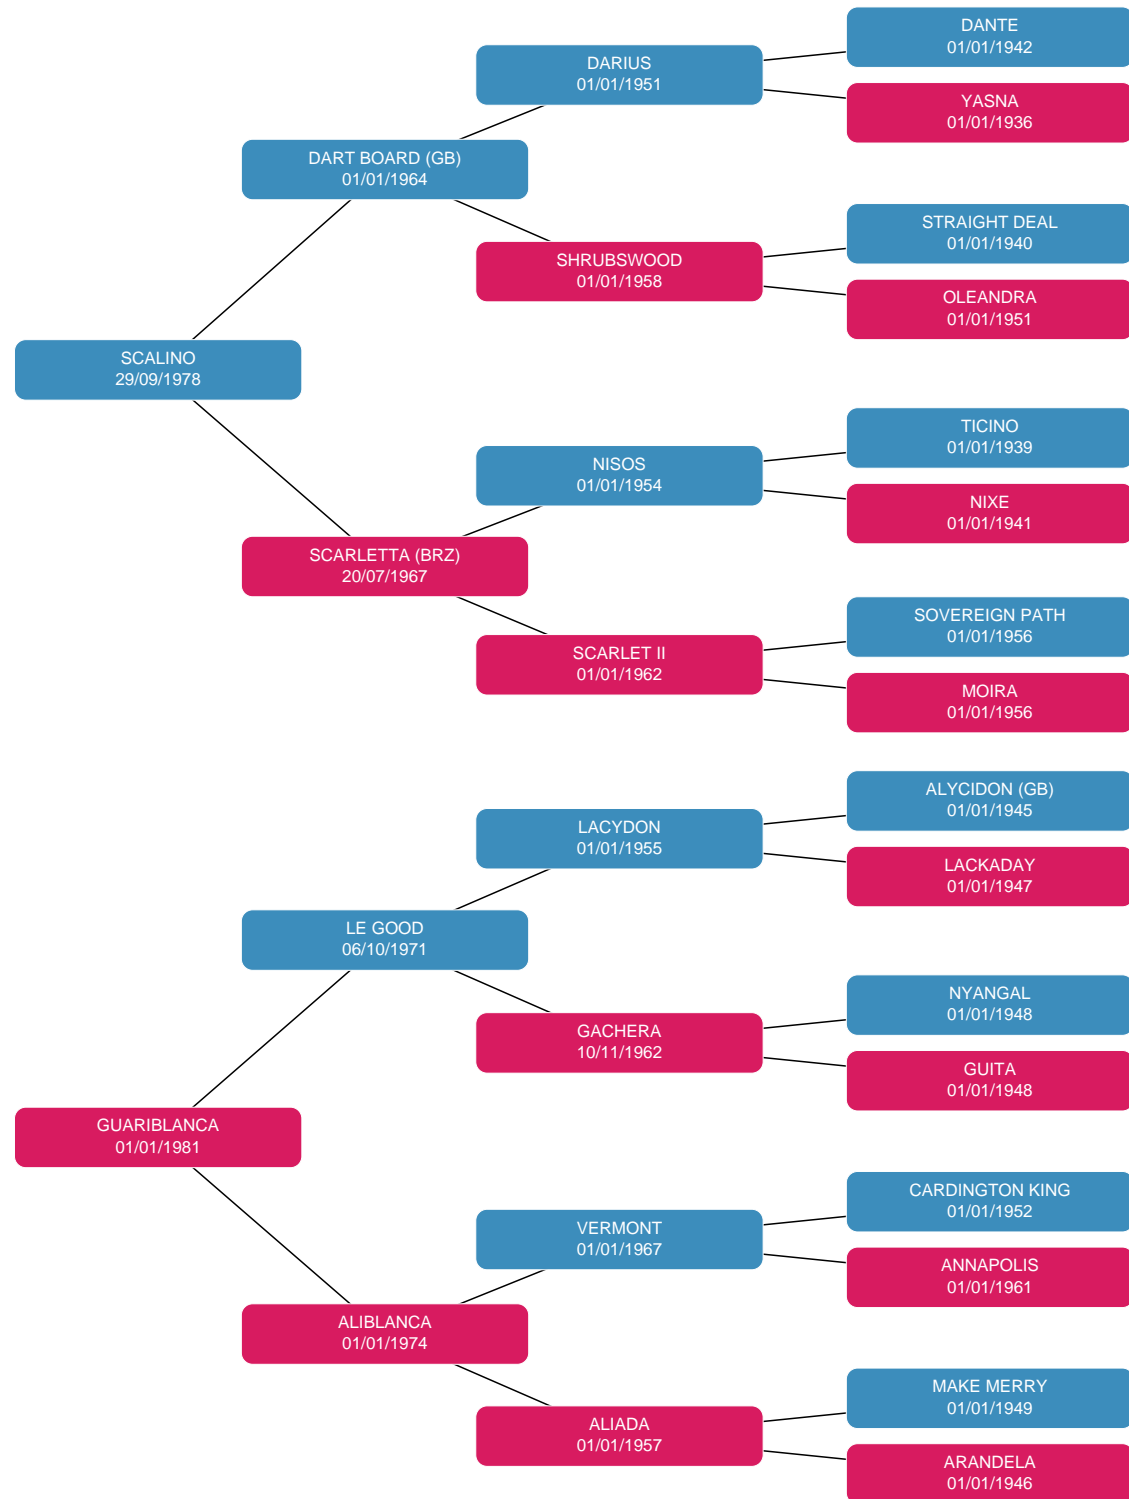 DANTE
01/01/1942
DARIUS
01/01/1951
YASNA
01/01/1936
DART BOARD (GB)
01/01/1964
STRAIGHT DEAL
01/01/1940
SHRUBSWOOD
01/01/1958
OLEANDRA
01/01/1951
SCALINO
29/09/1978
TICINO
01/01/1939
NISOS
01/01/1954
NIXE
01/01/1941
SCARLETTA (BRZ)
20/07/1967
SOVEREIGN PATH
01/01/1956
SCARLET II
01/01/1962
MOIRA
01/01/1956
ALYCIDON (GB)
01/01/1945
LACYDON
01/01/1955
LACKADAY
01/01/1947
LE GOOD
06/10/1971
NYANGAL
01/01/1948
GACHERA
10/11/1962
GUITA
01/01/1948
GUARIBLANCA
01/01/1981
CARDINGTON KING
01/01/1952
VERMONT
01/01/1967
ANNAPOLIS
01/01/1961
ALIBLANCA
01/01/1974
MAKE MERRY
01/01/1949
ALIADA
01/01/1957
ARANDELA
01/01/1946